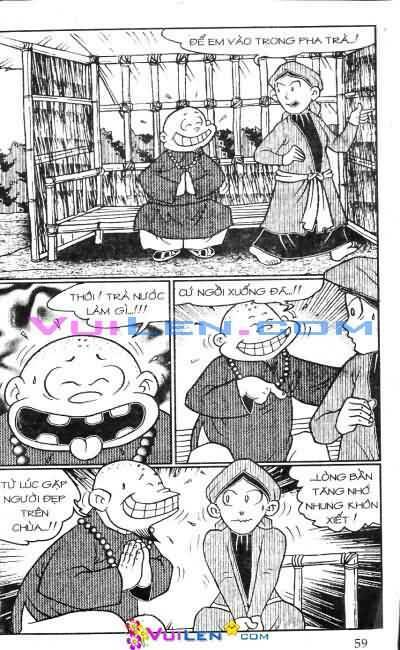 ĐỂ EM VÀO TRONG PHA TRÀ..!
THÔI! TRÀ NƯỚC
LÀM GÌ...!!!
CỨ NGỒI XUỐNG ĐÃ...!!
VUILEN.COM
TỪ LÚC GẶP
NGƯỜI ĐẸP
TRÊN
CHÙA...!!
...LÒNG BẦN
TĂNG NHỚ
NHUNG KHÔN
XIẾT !
59
VUILEN.COM